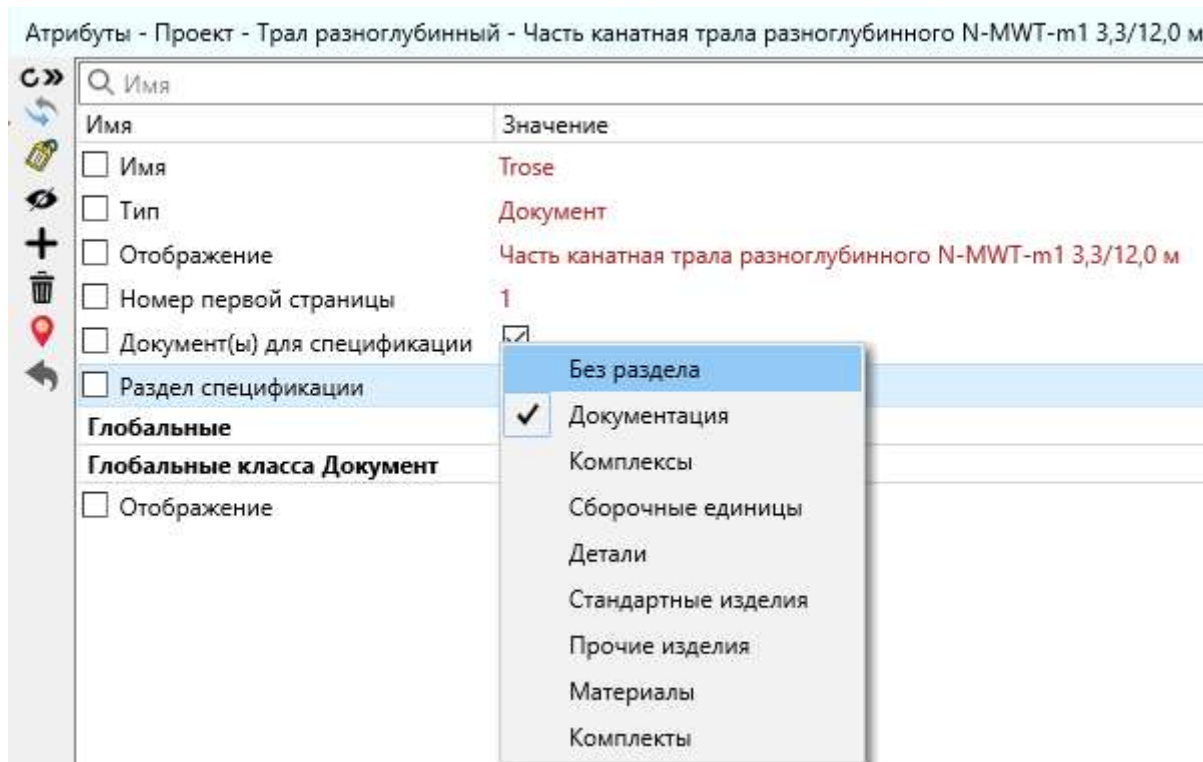 Атрибуты - Проект - Трал разноглубинный - Часть канатная трала разноглубинного N-MWT-m1 3,3/12,0 м
Имя
Имя Значение
Имя Trose
Тип Документ
Отображение Часть канатная трала разноглубинного N-MWT-m1 3,3/12,0 м
Номер первой страницы 1
Документ(ы) для спецификации
Раздел спецификации
Глобальные
Глобальные класса Документ
Отображение
Без раздела
Документация
Комплексы
Сборочные единицы
Детали
Стандартные изделия
Прочие изделия
Материалы
Комплекты